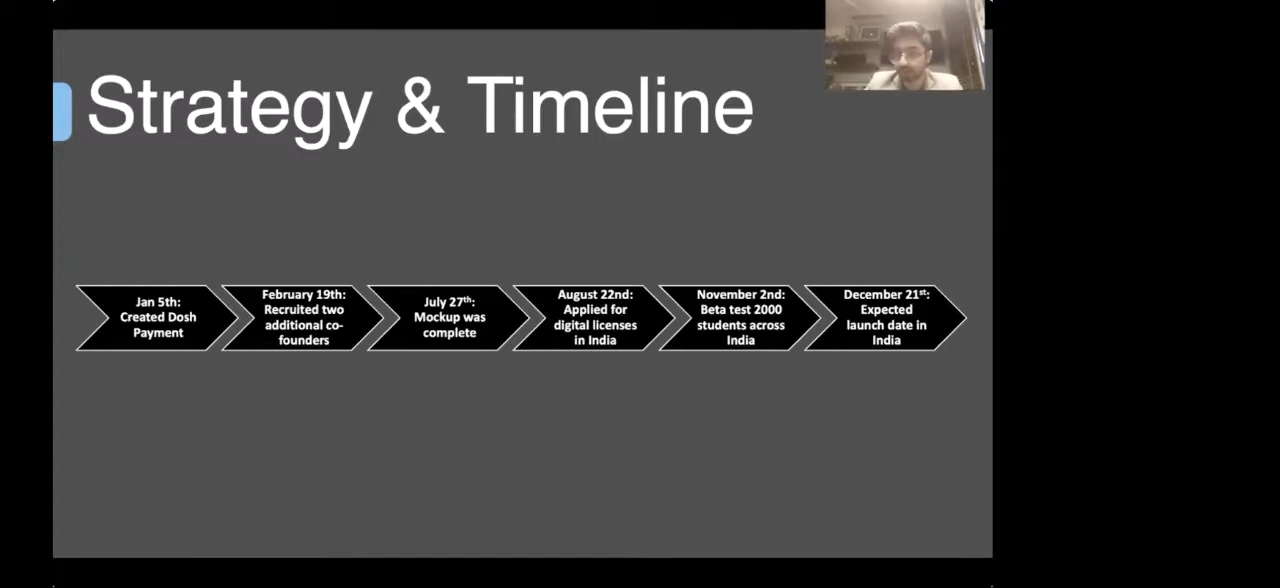 Strategy & Timeline
Jan 5th:
Created Dosh
Payment
February 19th:
Recruited two
additional co-
founders
July 27th:
Mockup was
complete
August 22nd:
Applied for
digital licenses
in India
November 2nd:
Beta test 2000
students across
India
December 21st:
Expected
launch date in
India